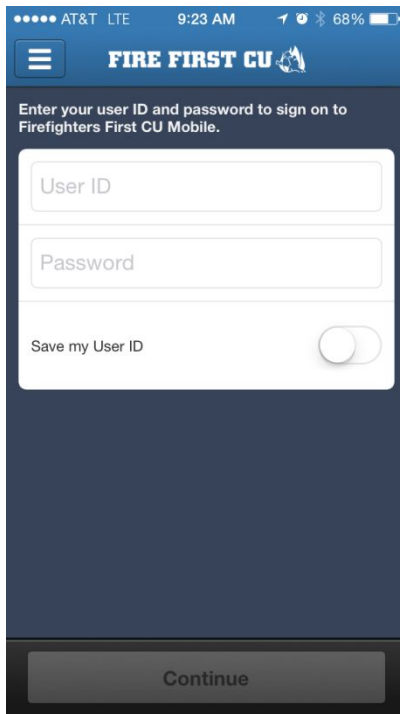 AT&T LTE 9:23 AM 68%
FIRE FIRST CU
Enter your user ID and password to sign on to
Firefighters First CU Mobile.
User ID
Password
Save my User ID
Continue